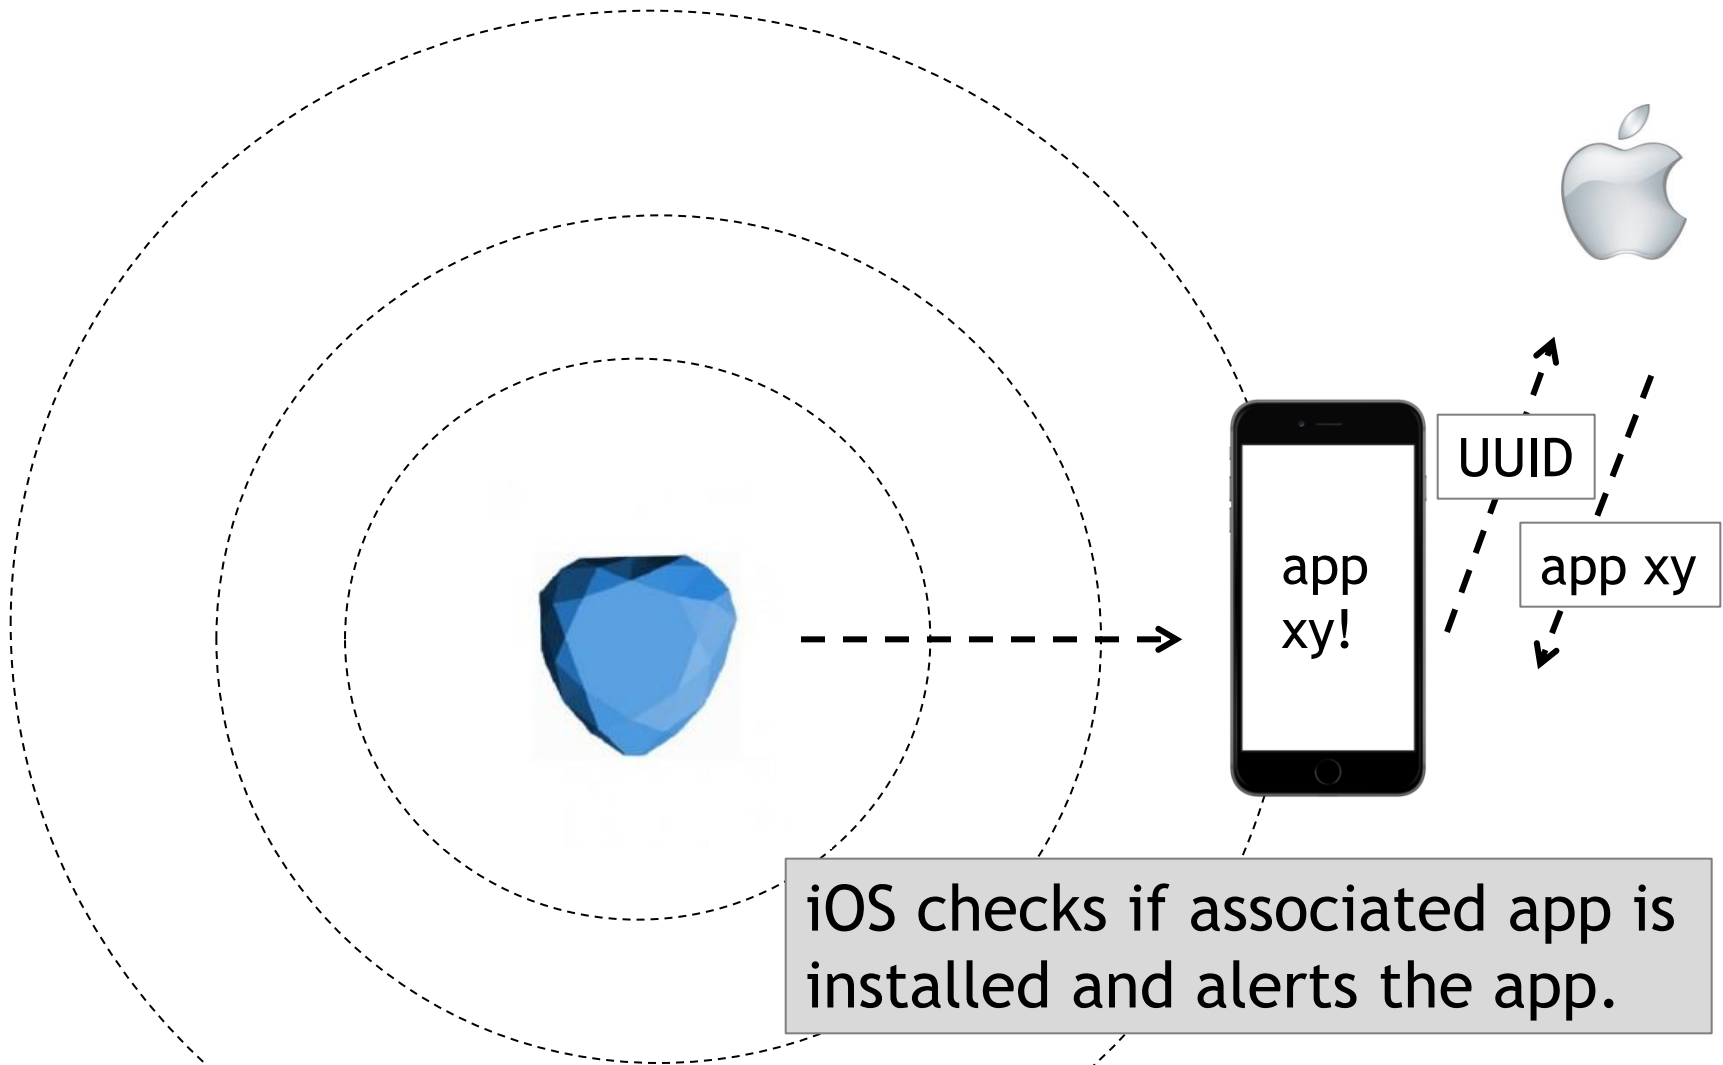 UUID
app xy
app
xy!
iOS checks if associated app is
installed and alerts the app.